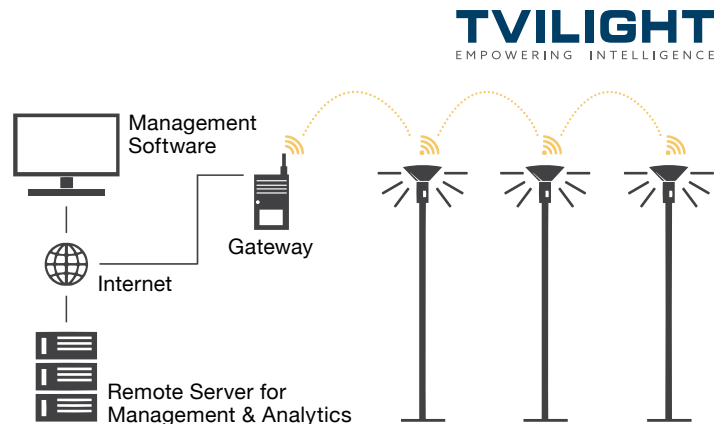 TVILIGHT
EMPOWERING INTELLIGENCE
Management
Software
Gateway
Internet
Remote Server for
Management & Analytics